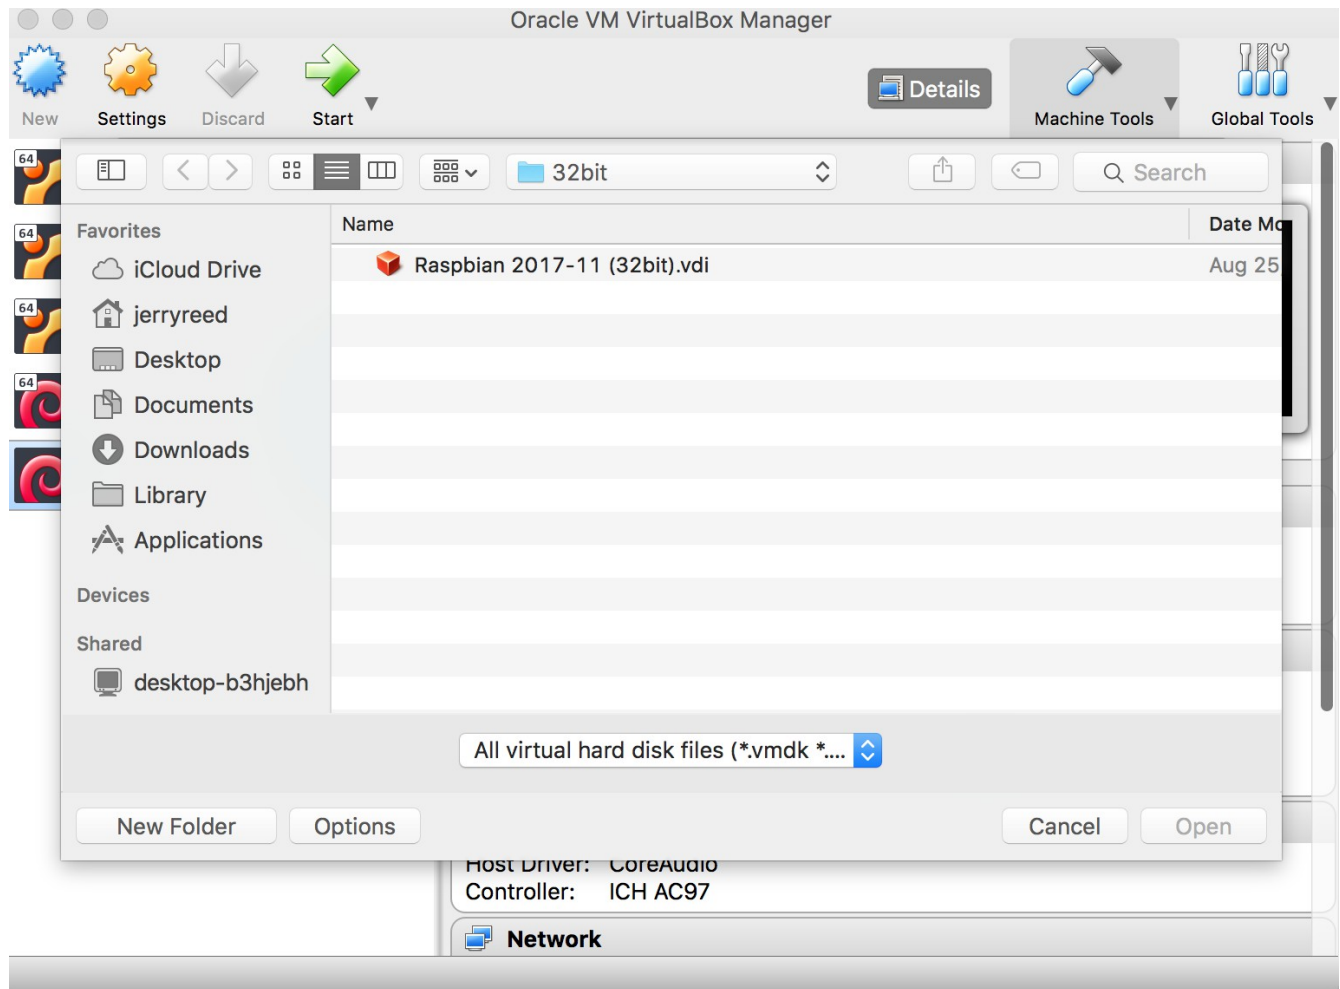 Oracle VM VirtualBox Manager
New Settings Discard Start Details Machine Tools Global Tools
64
64
64
64
32bit Search
Favorites
iCloud Drive
jerryreed
Desktop
Documents
Downloads
Library
Applications
Devices
Shared
desktop-b3hjebh
Name Date Mo
Raspbian 2017-11 (32bit).vdi Aug 25
All virtual hard disk files (*.vmdk *....
New Folder Options Cancel Open
Host Driver: CoreAudio
Controller: ICH AC97
Network